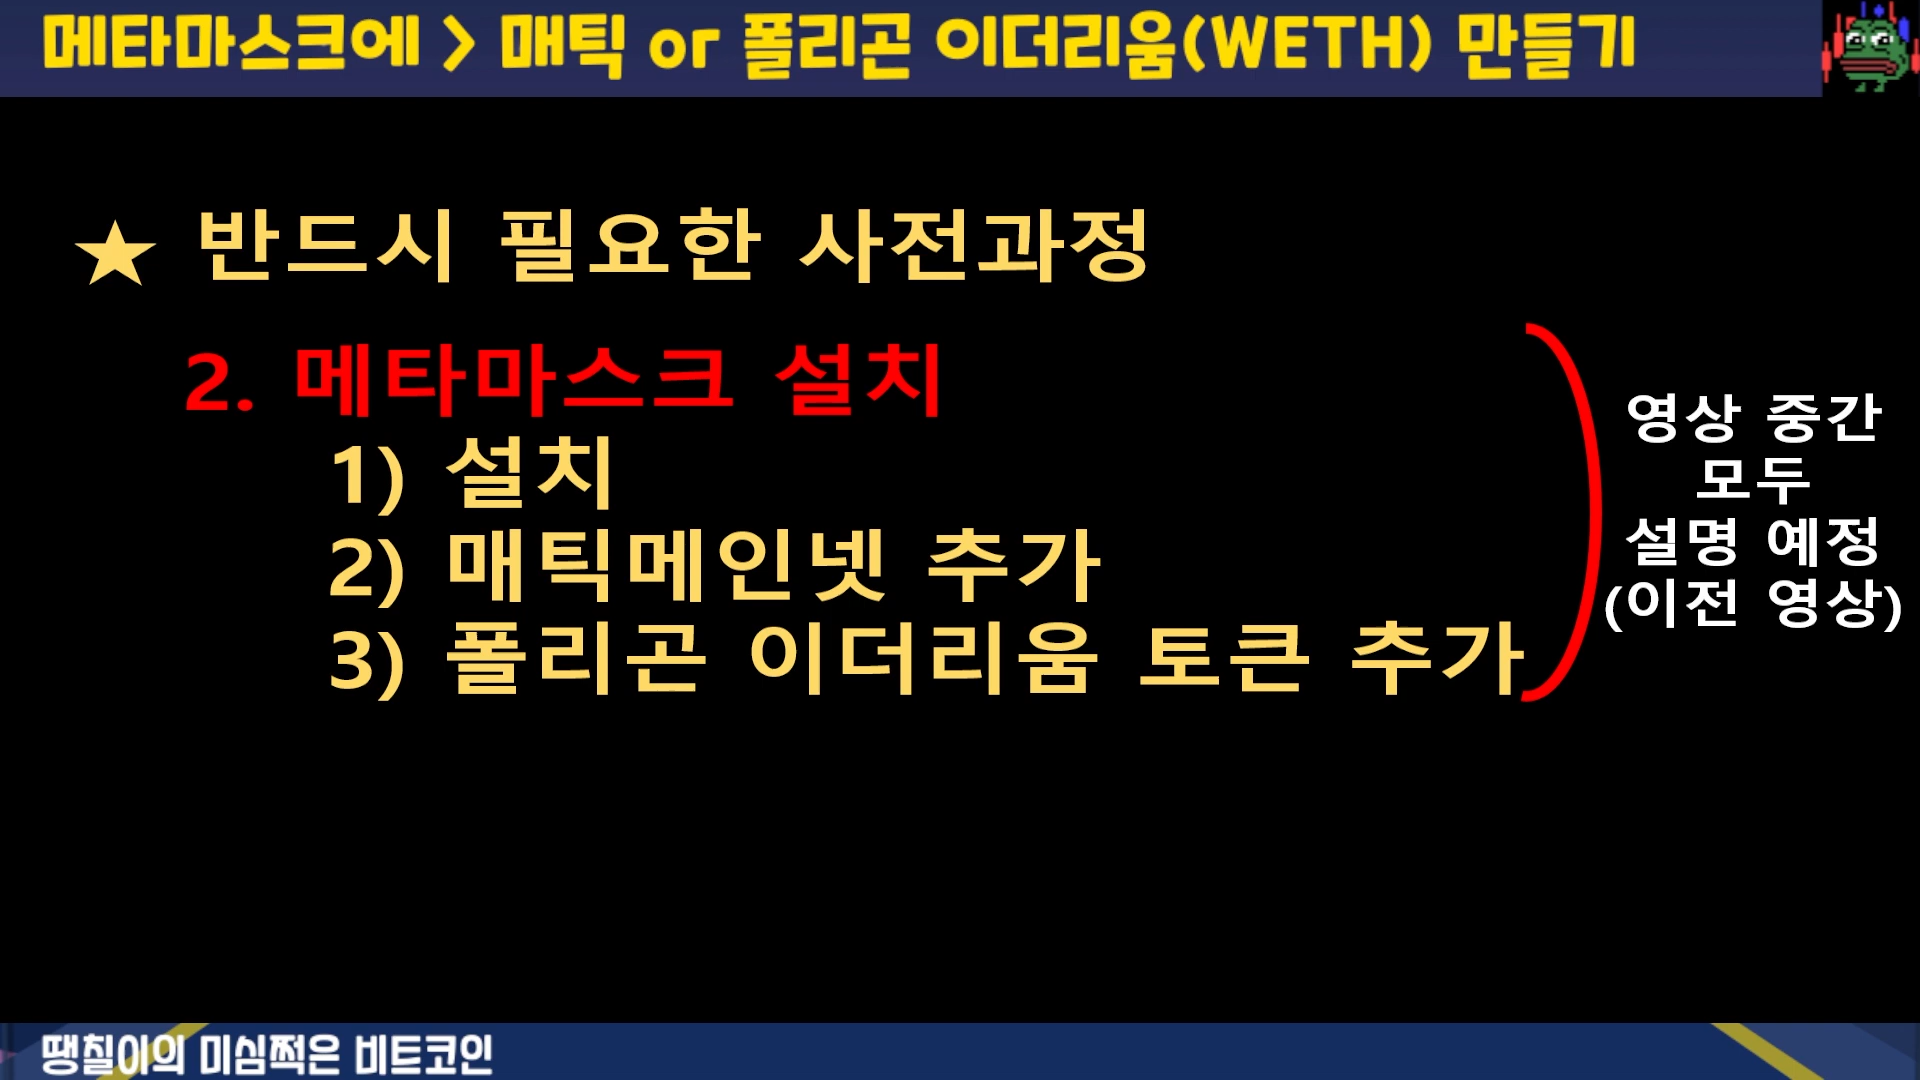 메타마스크에 > 매틱 or 폴리곤 이더리움(WETH) 만들기
★ 반드시 필요한 사전과정
2. 메타마스크 설치
1) 설치
2) 매틱메인넷 추가
3) 폴리곤 이더리움 토큰 추가
영상 중간
모두
설명 예정
(이전 영상)
땡칠이의 미심쩍은 비트코인